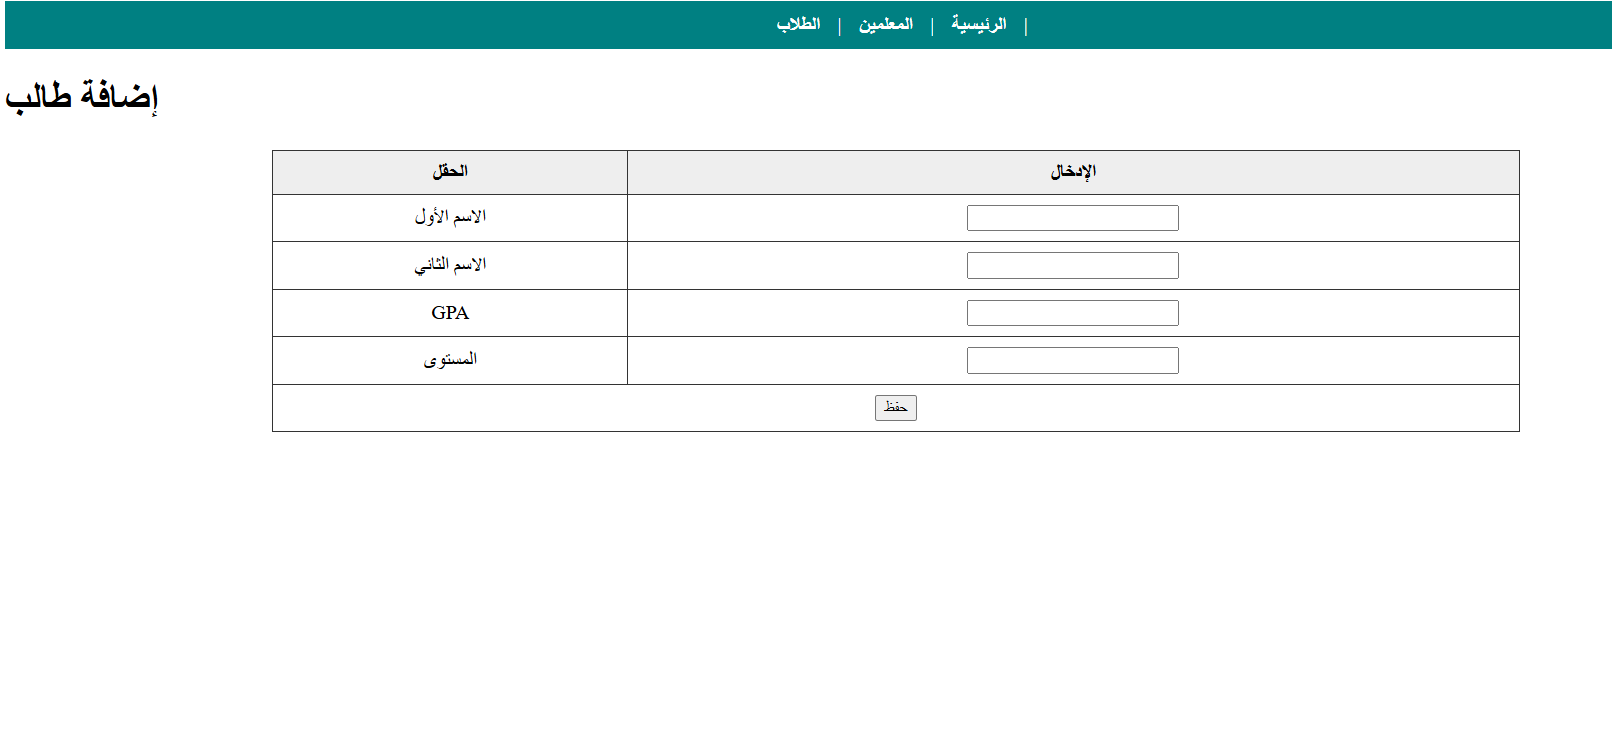 | الرئيسية | المعلمين | الطلاب
إضافة طالب
الحقل الإدخال
الاسم الأول
الاسم الثاني
GPA
المستوى
حفظ